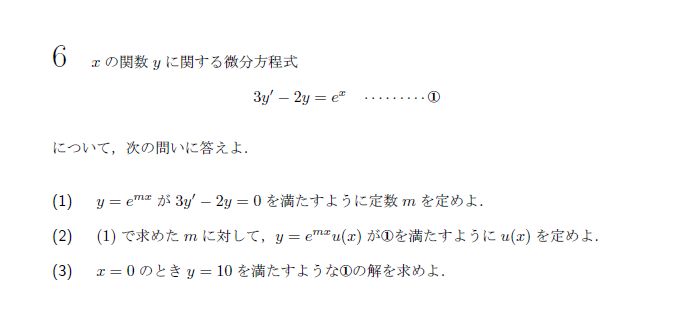 6 xの関数yに関する微分方程式
3y′ − 2y = e^x ………①
について，次の問いに答えよ．
(1) y = e^{mx} が 3y′ − 2y = 0 を満たすように定数 m を定めよ．
(2) (1) で求めた m に対して，y = e^{mx}u(x) が①を満たすように u(x) を定めよ．
(3) x = 0 のとき y = 10 を満たすような①の解を求めよ．